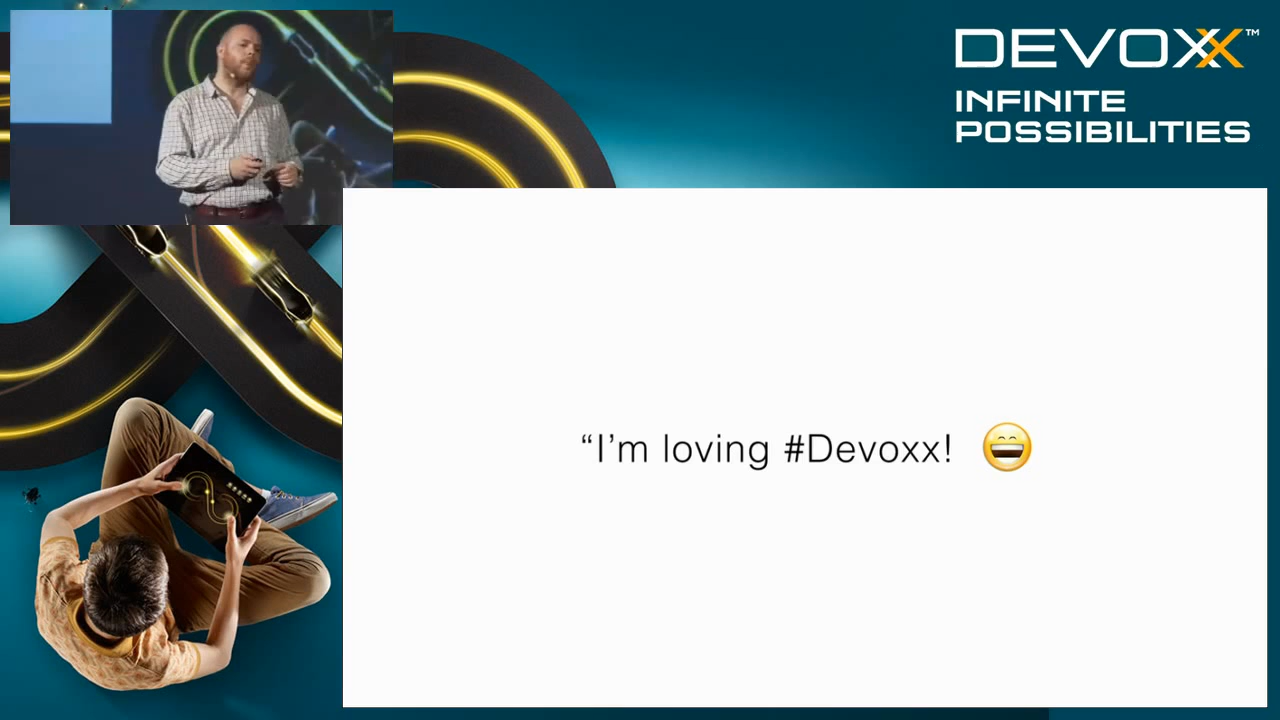 DEVOXX™
INFINITE
POSSIBILITIES
“I’m loving #Devoxx! 😄